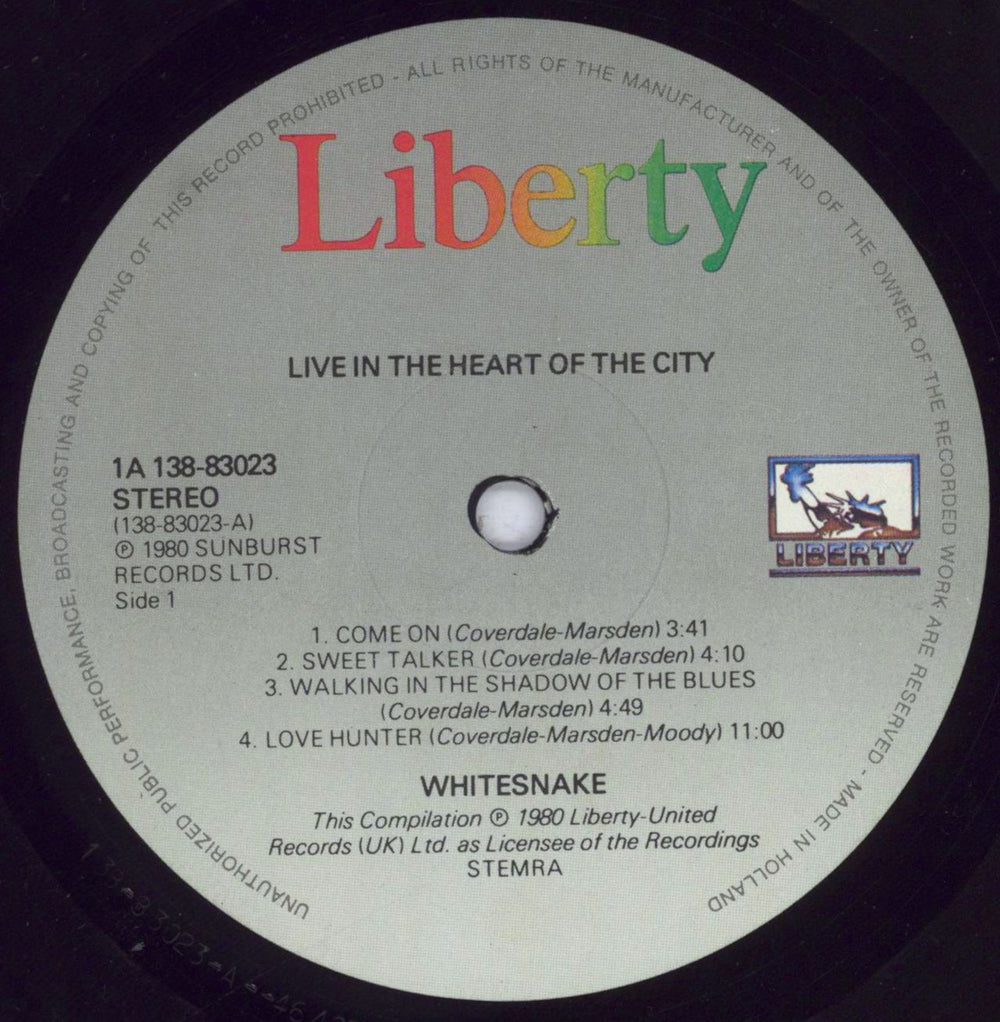 UNAUTHORIZED PUBLIC PERFORMANCE, BROADCASTING AND COPYING OF THIS RECORD PROHIBITED - ALL RIGHTS OF THE MANUFACTURER AND OF THE OWNER OF THE RECORDED WORK ARE RESERVED - MADE IN HOLLAND
Liberty
LIVE IN THE HEART OF THE CITY
1A 138-83023
STEREO
(138-83023-A)
℗ 1980 SUNBURST
RECORDS LTD.
Side 1
LIBERTY
1. COME ON (Coverdale-Marsden) 3:41
2. SWEET TALKER (Coverdale-Marsden) 4:10
3. WALKING IN THE SHADOW OF THE BLUES
(Coverdale-Marsden) 4:49
4. LOVE HUNTER (Coverdale-Marsden-Moody) 11:00
WHITESNAKE
This Compilation ℗ 1980 Liberty-United
Records (UK) Ltd. as Licensee of the Recordings
STEMRA